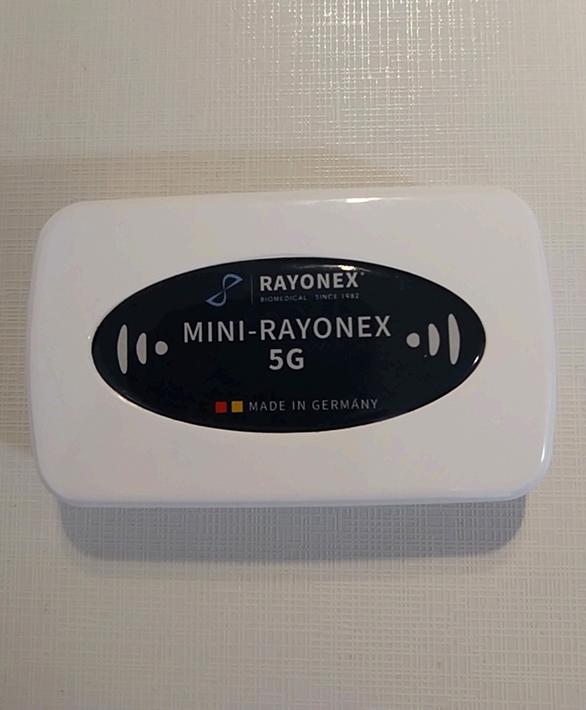 RAYONEX®
BIOMEDICAL SINCE 1982
MINI-RAYONEX
5G
MADE IN GERMANY